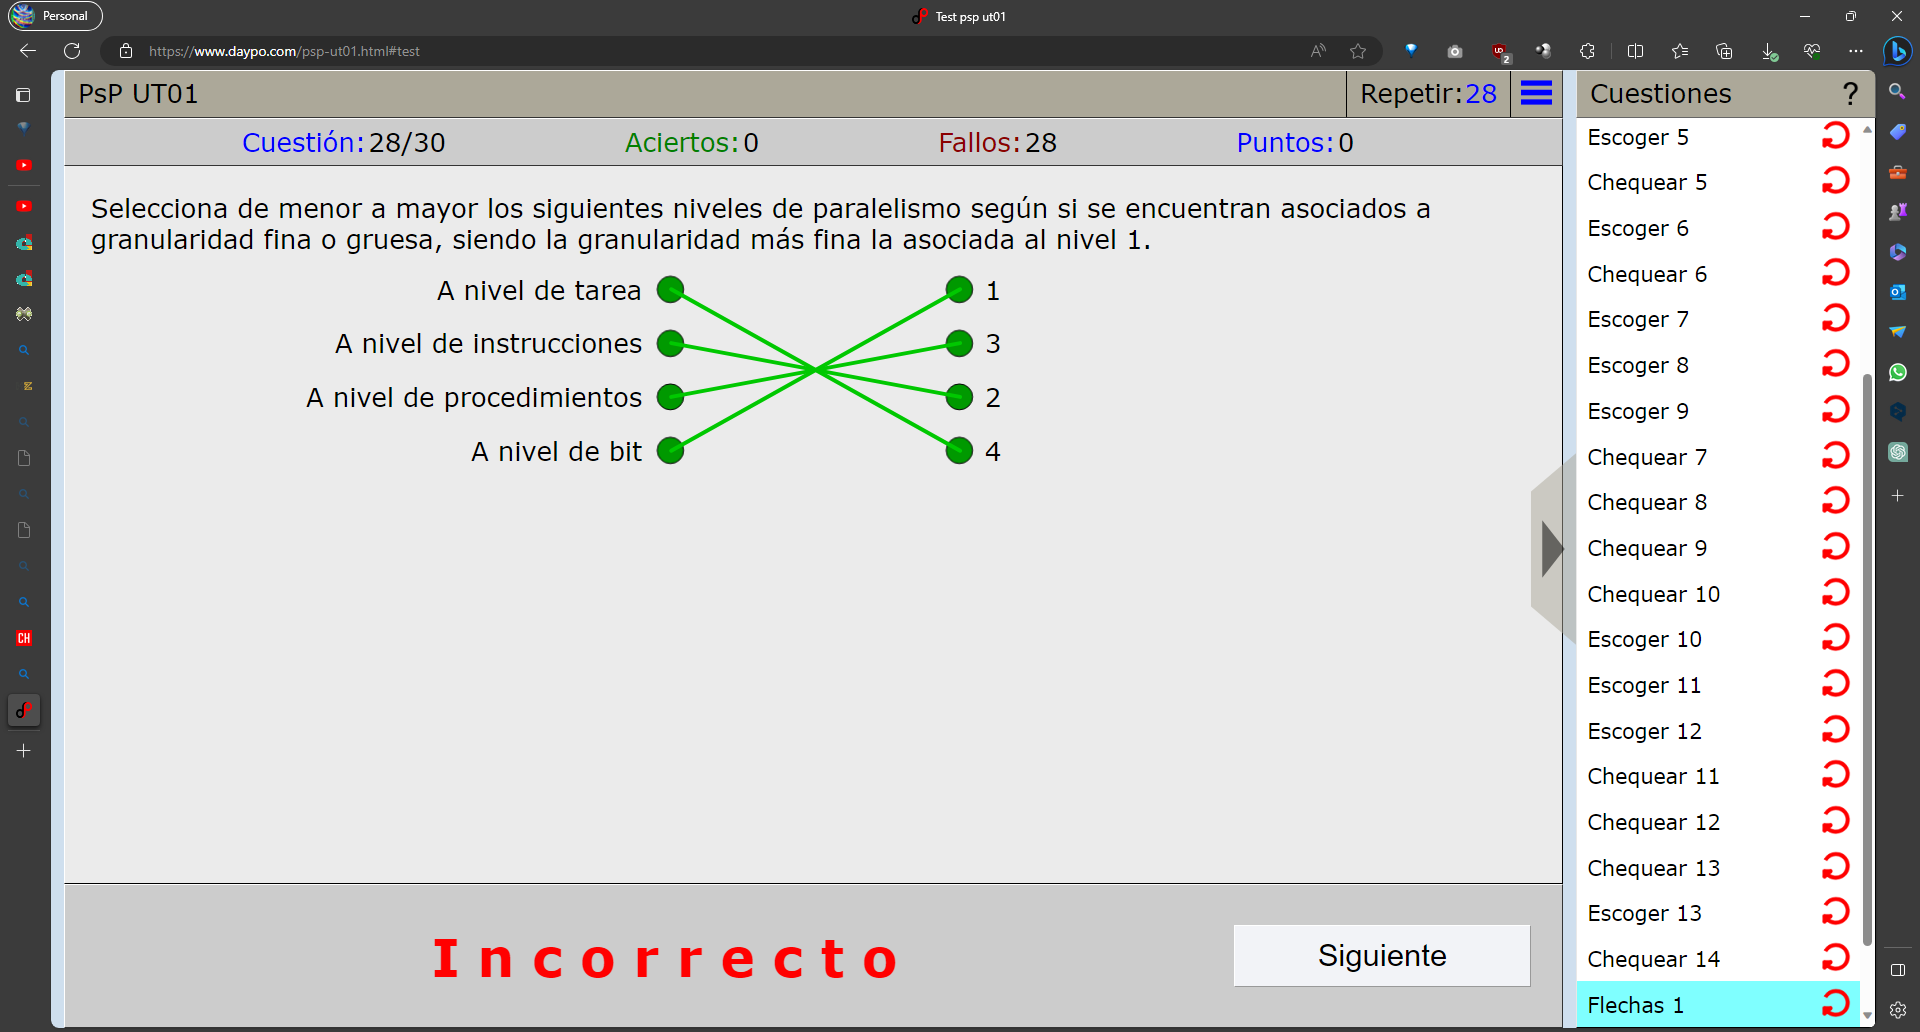 Personal
Test psp ut01
https://www.daypo.com/psp-ut01.html#test
2
PsP UT01
Repetir:28
Cuestiones
?
Cuestión:28/30
Aciertos:0
Fallos:28
Puntos:0
Selecciona de menor a mayor los siguientes niveles de paralelismo según si se encuentran asociados a
granularidad fina o gruesa, siendo la granularidad más fina la asociada al nivel 1.
A nivel de tarea
1
A nivel de instrucciones
3
A nivel de procedimientos
2
A nivel de bit
4
Incorrecto
Siguiente
Escoger 5
Chequear 5
Escoger 6
Chequear 6
Escoger 7
Escoger 8
Escoger 9
Chequear 7
Chequear 8
Chequear 9
Chequear 10
Escoger 10
Escoger 11
Escoger 12
Chequear 11
Chequear 12
Chequear 13
Escoger 13
Chequear 14
Flechas 1
CH